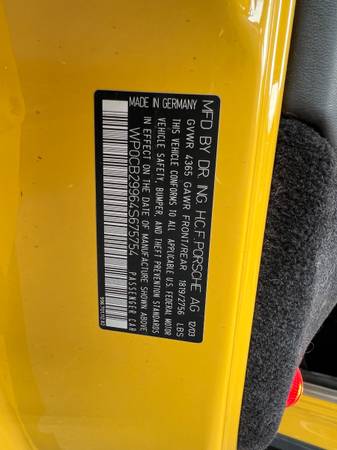 MFD BY DR. ING. H.C.F. PORSCHE AG 12/03
GVWR 4365 GAWR FRONT/REAR 1819/2756 LBS
THIS VEHICLE CONFORMS TO ALL APPLICABLE U.S. FEDERAL MOTOR
VEHICLE SAFETY, BUMPER, AND THEFT PREVENTION STANDARDS
IN EFFECT ON THE DATE OF MANUFACTURE SHOWN ABOVE
WP0CB29964S675754 PASSENGER CAR
MADE IN GERMANY